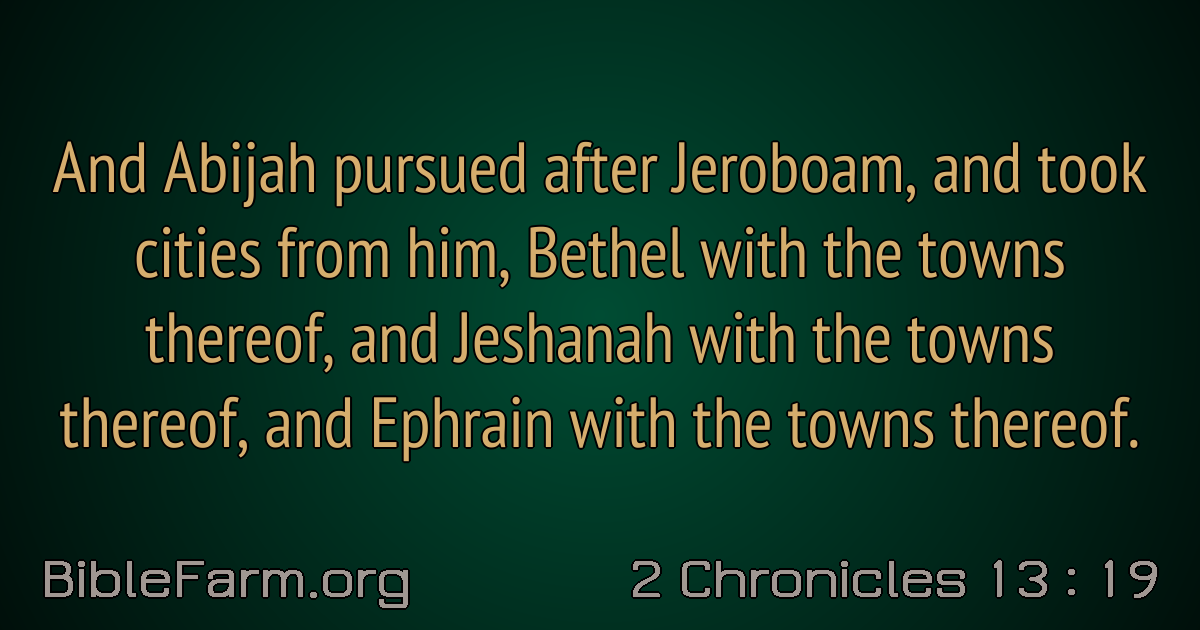 And Abijah pursued after Jeroboam, and took
cities from him, Bethel with the towns
thereof, and Jeshanah with the towns
thereof, and Ephrain with the towns thereof.
BibleFarm.org
2 Chronicles 13 : 19